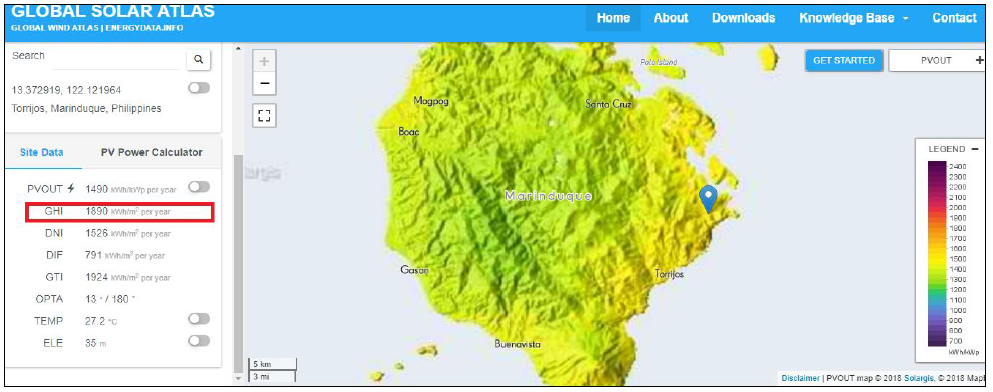 GLOBAL SOLAR ATLAS
GLOBAL WIND ATLAS | ENERGYDATA.INFO
Home About Downloads Knowledge Base Contact
Search
13.372919, 122.121964
Torrijos, Marinduque, Philippines
Site Data PV Power Calculator
PVOUT 1490 kWh/kWp per year
GHI 1890 kWh/m² per year
DNI 1526 kWh/m² per year
DIF 791 kWh/m² per year
GTI 1924 kWh/m² per year
OPTA 13 ° / 180 °
TEMP 27.2 °C
ELE 35 m
+
−
Polo Island
Mogpog
Santa Cruz
Boac
Marinduque
Gasan
Torrijos
Buenavista
5 km
3 mi
GET STARTED
PVOUT +
LEGEND −
2400
2200
2100
2000
1900
1800
1700
1600
1500
1400
1300
1200
1100
1000
900
800
700
kWh/kWp
Disclaimer | PVOUT map © 2018 Solargis, © 2018 Mapl